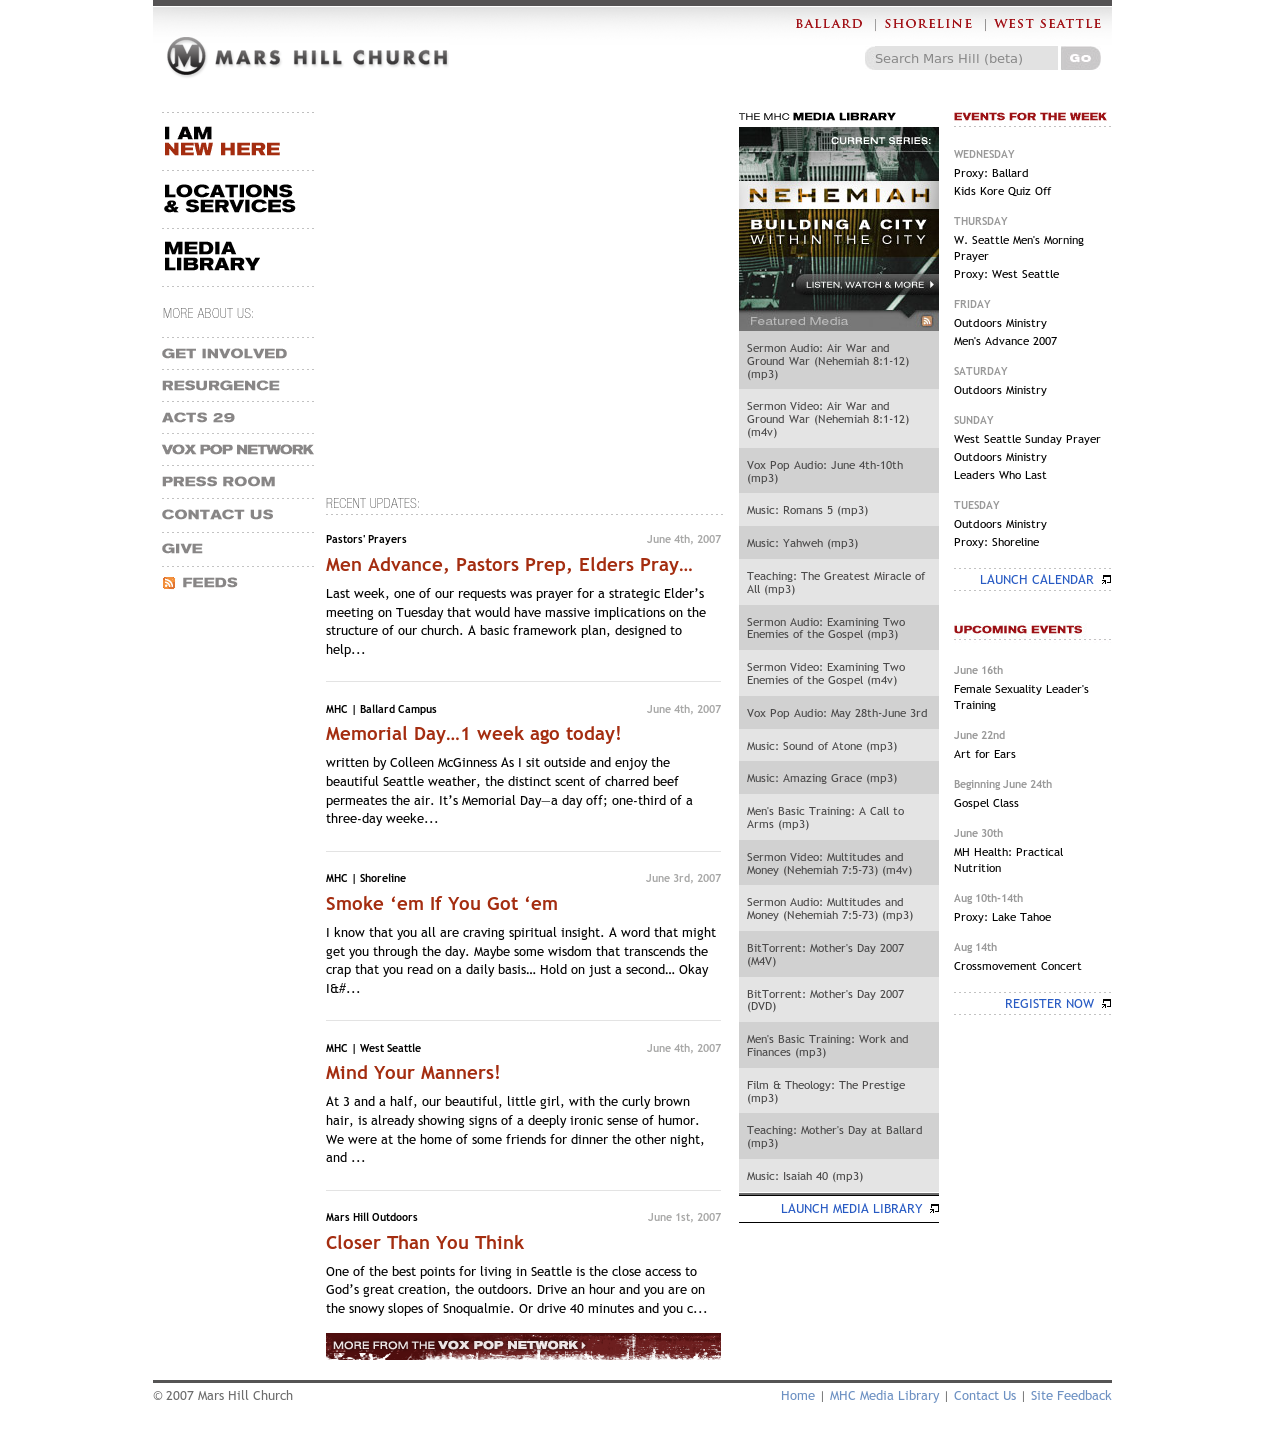 BALLARD | SHORELINE | WEST SEATTLE
MARS HILL CHURCH
Search Mars Hill (beta) GO
I AM
NEW HERE
LOCATIONS
& SERVICES
MEDIA
LIBRARY
MORE ABOUT US:
GET INVOLVED
RESURGENCE
ACTS 29
VOX POP NETWORK
PRESS ROOM
CONTACT US
GIVE
FEEDS
RECENT UPDATES:
Pastors' Prayers June 4th, 2007
Men Advance, Pastors Prep, Elders Pray...
Last week, one of our requests was prayer for a strategic Elder’s
meeting on Tuesday that would have massive implications on the
structure of our church. A basic framework plan, designed to
help...
MHC | Ballard Campus June 4th, 2007
Memorial Day...1 week ago today!
written by Colleen McGinness As I sit outside and enjoy the
beautiful Seattle weather, the distinct scent of charred beef
permeates the air. It’s Memorial Day—a day off; one-third of a
three-day weeke...
MHC | Shoreline June 3rd, 2007
Smoke ‘em If You Got ‘em
I know that you all are craving spiritual insight. A word that might
get you through the day. Maybe some wisdom that transcends the
crap that you read on a daily basis… Hold on just a second… Okay
I&#...
MHC | West Seattle June 4th, 2007
Mind Your Manners!
At 3 and a half, our beautiful, little girl, with the curly brown
hair, is already showing signs of a deeply ironic sense of humor.
We were at the home of some friends for dinner the other night,
and ...
Mars Hill Outdoors June 1st, 2007
Closer Than You Think
One of the best points for living in Seattle is the close access to
God’s great creation, the outdoors. Drive an hour and you are on
the snowy slopes of Snoqualmie. Or drive 40 minutes and you c...
MORE FROM THE VOX POP NETWORK
THE MHC MEDIA LIBRARY
CURRENT SERIES:
NEHEMIAH
BUILDING A CITY
WITHIN THE CITY
LISTEN, WATCH & MORE
Featured Media
Sermon Audio: Air War and
Ground War (Nehemiah 8:1-12)
(mp3)
Sermon Video: Air War and
Ground War (Nehemiah 8:1-12)
(m4v)
Vox Pop Audio: June 4th-10th
(mp3)
Music: Romans 5 (mp3)
Music: Yahweh (mp3)
Teaching: The Greatest Miracle of
All (mp3)
Sermon Audio: Examining Two
Enemies of the Gospel (mp3)
Sermon Video: Examining Two
Enemies of the Gospel (m4v)
Vox Pop Audio: May 28th-June 3rd
Music: Sound of Atone (mp3)
Music: Amazing Grace (mp3)
Men's Basic Training: A Call to
Arms (mp3)
Sermon Video: Multitudes and
Money (Nehemiah 7:5-73) (m4v)
Sermon Audio: Multitudes and
Money (Nehemiah 7:5-73) (mp3)
BitTorrent: Mother's Day 2007
(M4V)
BitTorrent: Mother's Day 2007
(DVD)
Men's Basic Training: Work and
Finances (mp3)
Film & Theology: The Prestige
(mp3)
Teaching: Mother's Day at Ballard
(mp3)
Music: Isaiah 40 (mp3)
LAUNCH MEDIA LIBRARY
EVENTS FOR THE WEEK
WEDNESDAY
Proxy: Ballard
Kids Kore Quiz Off
THURSDAY
W. Seattle Men's Morning
Prayer
Proxy: West Seattle
FRIDAY
Outdoors Ministry
Men's Advance 2007
SATURDAY
Outdoors Ministry
SUNDAY
West Seattle Sunday Prayer
Outdoors Ministry
Leaders Who Last
TUESDAY
Outdoors Ministry
Proxy: Shoreline
LAUNCH CALENDAR
UPCOMING EVENTS
June 16th
Female Sexuality Leader's
Training
June 22nd
Art for Ears
Beginning June 24th
Gospel Class
June 30th
MH Health: Practical
Nutrition
Aug 10th-14th
Proxy: Lake Tahoe
Aug 14th
Crossmovement Concert
REGISTER NOW
© 2007 Mars Hill Church Home | MHC Media Library | Contact Us | Site Feedback